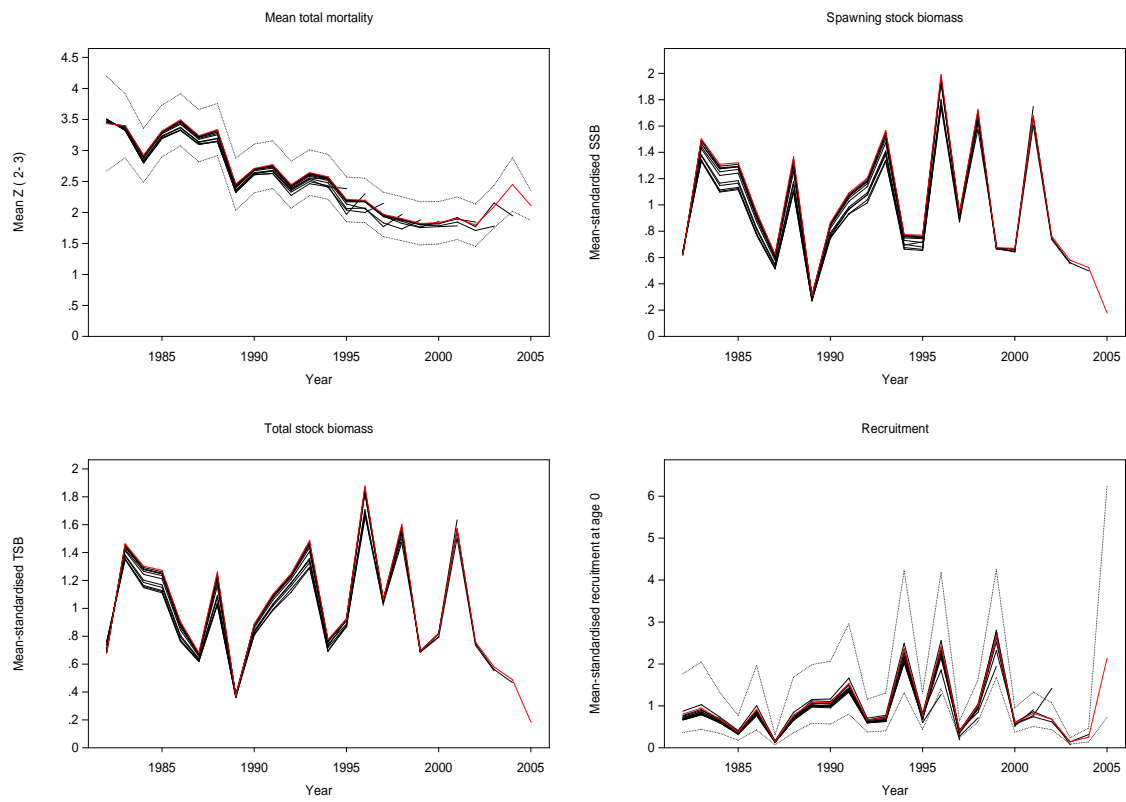 Mean total mortality
Mean Z ( 2- 3)
4.5
4
3.5
3
2.5
2
1.5
1
.5
0
1985 1990 1995 2000 2005
Year
Spawning stock biomass
Mean-standardised SSB
2
1.8
1.6
1.4
1.2
1
.8
.6
.4
.2
0
1985 1990 1995 2000 2005
Year
Total stock biomass
Mean-standardised TSB
2
1.8
1.6
1.4
1.2
1
.8
.6
.4
.2
0
1985 1990 1995 2000 2005
Year
Recruitment
Mean-standardised recruitment at age 0
6
5
4
3
2
1
0
1985 1990 1995 2000 2005
Year